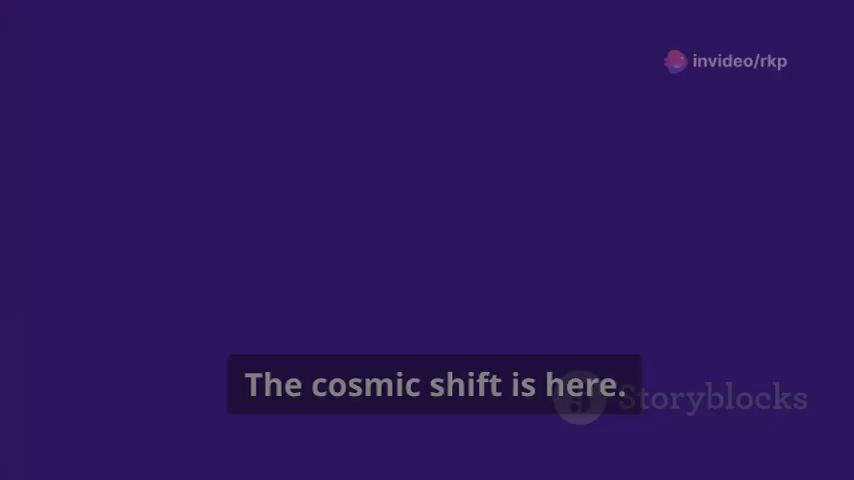 invideo/rkp
The cosmic shift is here.
Storyblocks